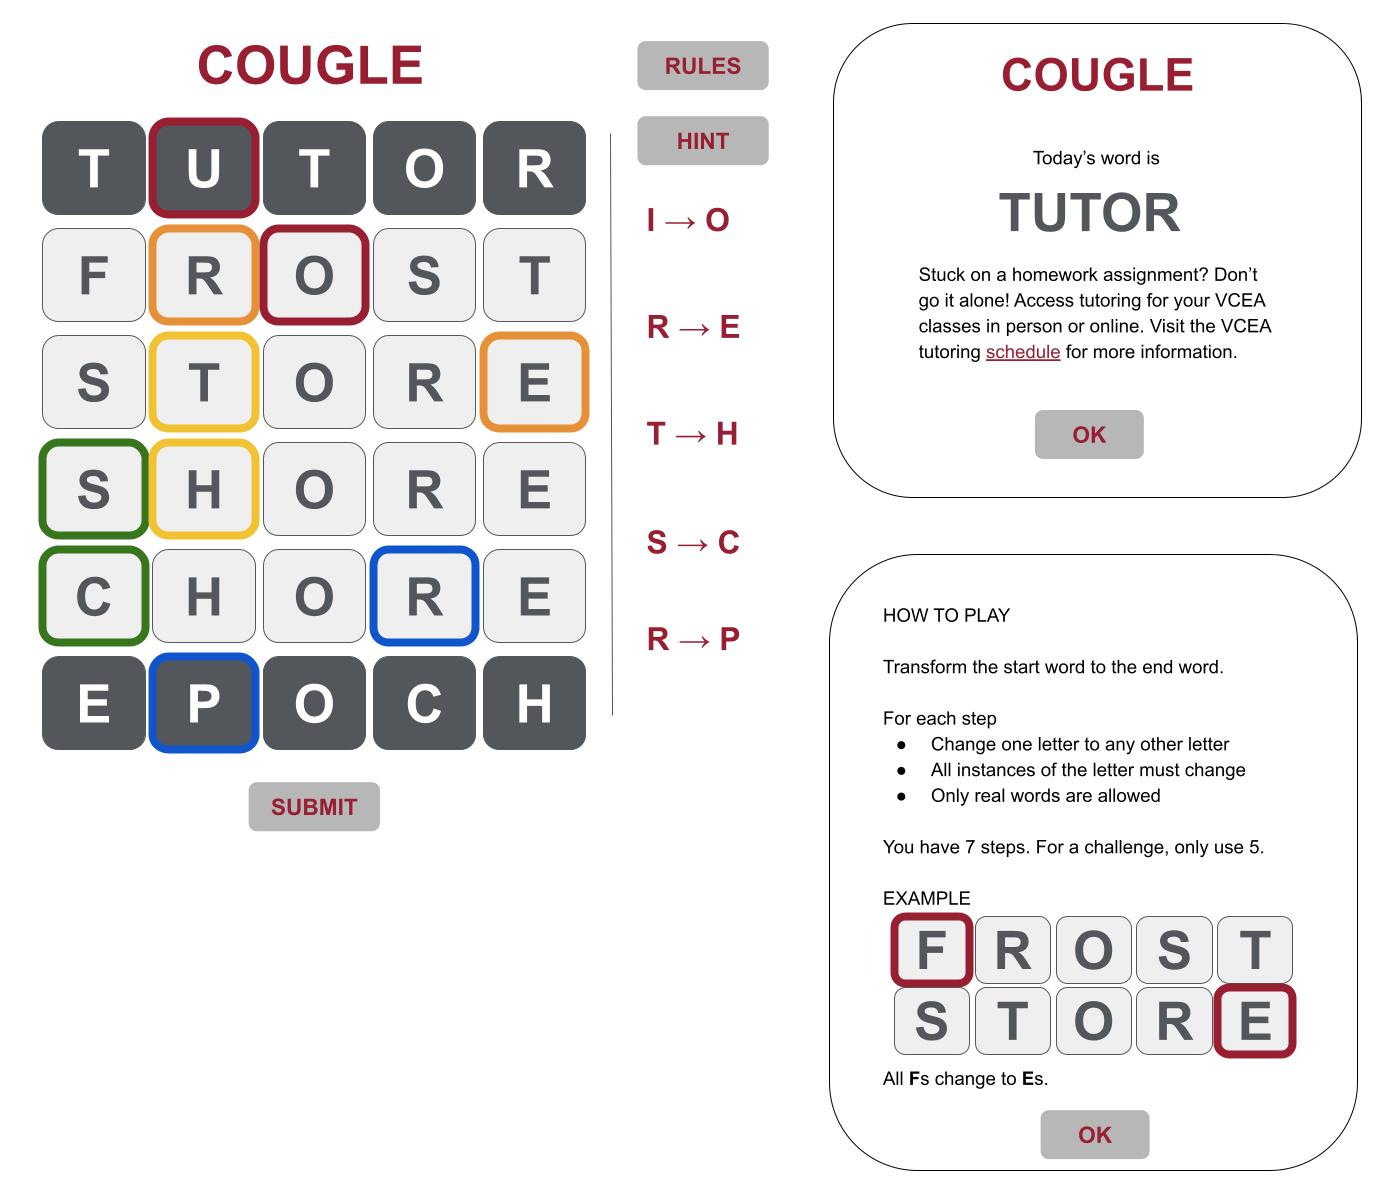 COUGLE
T U T O R
F R O S T
S T O R E
S H O R E
C H O R E
E P O C H
SUBMIT
RULES
HINT
I → O
R → E
T → H
S → C
R → P
COUGLE
Today's word is
TUTOR
Stuck on a homework assignment? Don't
go it alone! Access tutoring for your VCEA
classes in person or online. Visit the VCEA
tutoring schedule for more information.
OK
HOW TO PLAY
Transform the start word to the end word.
For each step
● Change one letter to any other letter
● All instances of the letter must change
● Only real words are allowed
You have 7 steps. For a challenge, only use 5.
EXAMPLE
F R O S T
S T O R E
All Fs change to Es.
OK